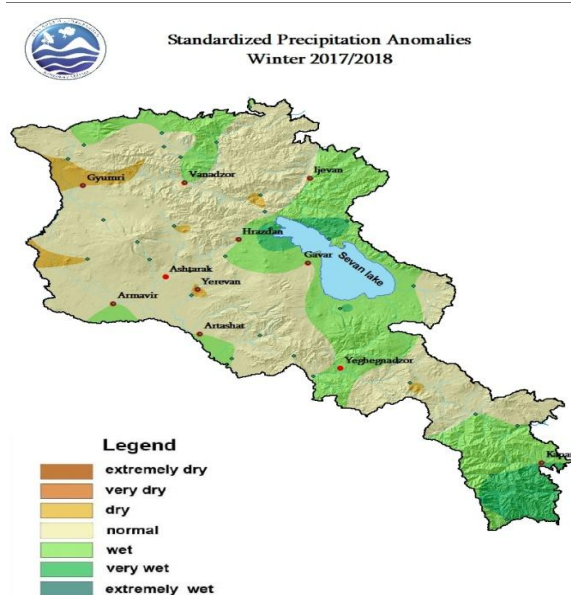 Standardized Precipitation Anomalies
Winter 2017/2018
Gyumri
Vanadzor
Ijevan
Hrazdan
Gavar
Sevan lake
Ashtarak
Yerevan
Armavir
Artashat
Yeghegnadzor
Kapan
Legend
extremely dry
very dry
dry
normal
wet
very wet
extremely wet